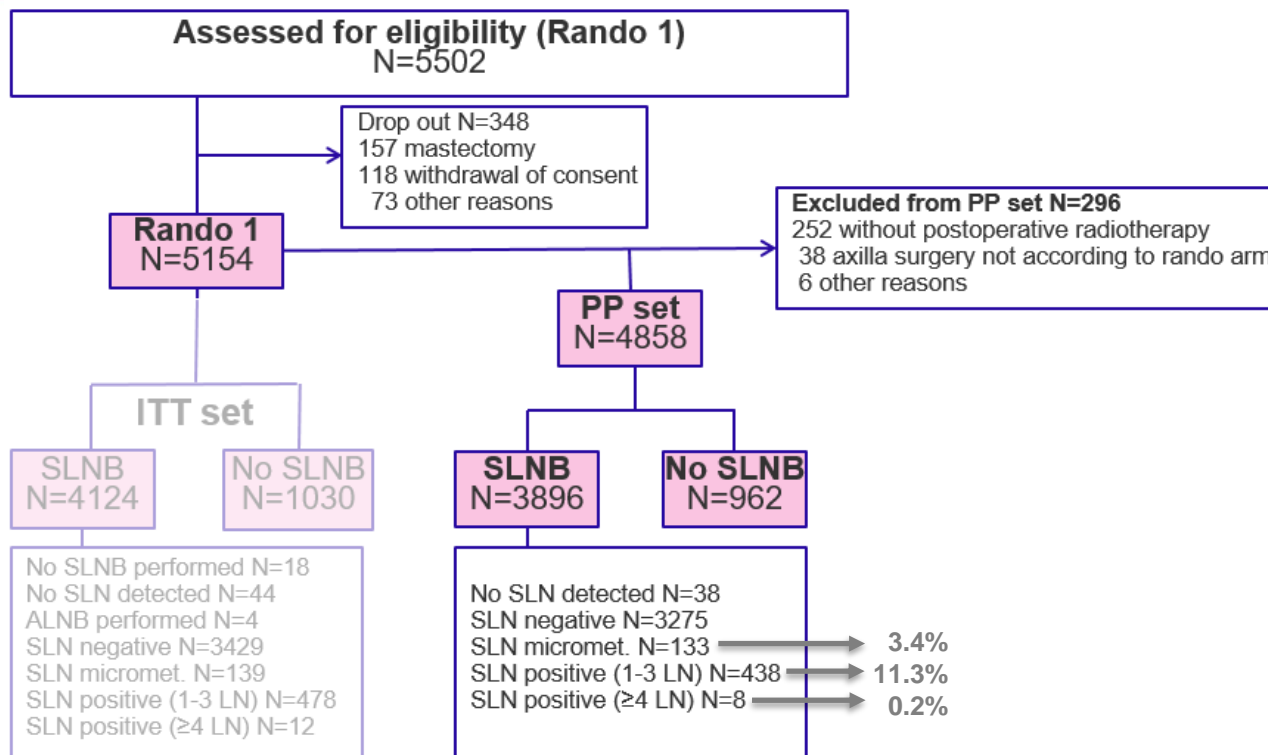 Assessed for eligibility (Rando 1)
N=5502
Drop out N=348
157 mastectomy
118 withdrawal of consent
73 other reasons
Rando 1
N=5154
Excluded from PP set N=296
252 without postoperative radiotherapy
38 axilla surgery not according to rando arm
6 other reasons
PP set
N=4858
ITT set
SLNB
N=4124
No SLNB
N=1030
SLNB
N=3896
No SLNB
N=962
No SLNB performed N=18
No SLN detected N=44
ALNB performed N=4
SLN negative N=3429
SLN micromet. N=139
SLN positive (1-3 LN) N=478
SLN positive (≥4 LN) N=12
No SLN detected N=38
SLN negative N=3275
SLN micromet. N=133
3.4%
SLN positive (1-3 LN) N=438
11.3%
SLN positive (≥4 LN) N=8
0.2%